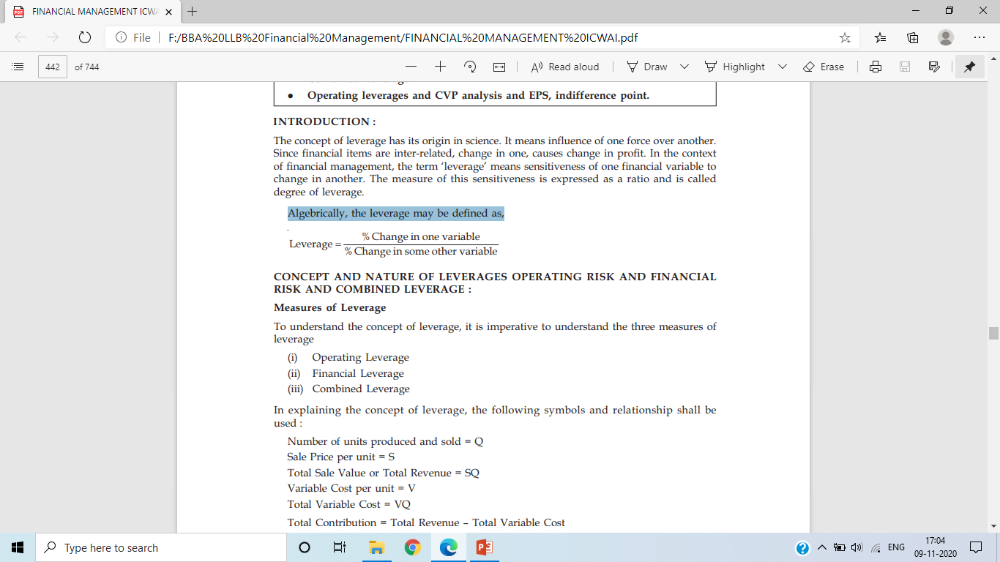 FINANCIAL MANAGEMENT ICWA
File F:/BBA%20LLB%20Financial%20Management/FINANCIAL%20MANAGEMENT%20ICWAI.pdf
442 of 744 Read aloud Draw Highlight Erase
• Operating leverages and CVP analysis and EPS, indifference point.
INTRODUCTION :
The concept of leverage has its origin in science. It means influence of one force over another.
Since financial items are inter-related, change in one, causes change in profit. In the context
of financial management, the term ‘leverage’ means sensitiveness of one financial variable to
change in another. The measure of this sensitiveness is expressed as a ratio and is called
degree of leverage.
Algebrically, the leverage may be defined as,
% Change in one variable
Leverage =
% Change in some other variable
CONCEPT AND NATURE OF LEVERAGES OPERATING RISK AND FINANCIAL
RISK AND COMBINED LEVERAGE :
Measures of Leverage
To understand the concept of leverage, it is imperative to understand the three measures of
leverage
(i) Operating Leverage
(ii) Financial Leverage
(iii) Combined Leverage
In explaining the concept of leverage, the following symbols and relationship shall be
used :
Number of units produced and sold = Q
Sale Price per unit = S
Total Sale Value or Total Revenue = SQ
Variable Cost per unit = V
Total Variable Cost = VQ
Total Contribution = Total Revenue – Total Variable Cost
Type here to search
ENG
17:04
09-11-2020